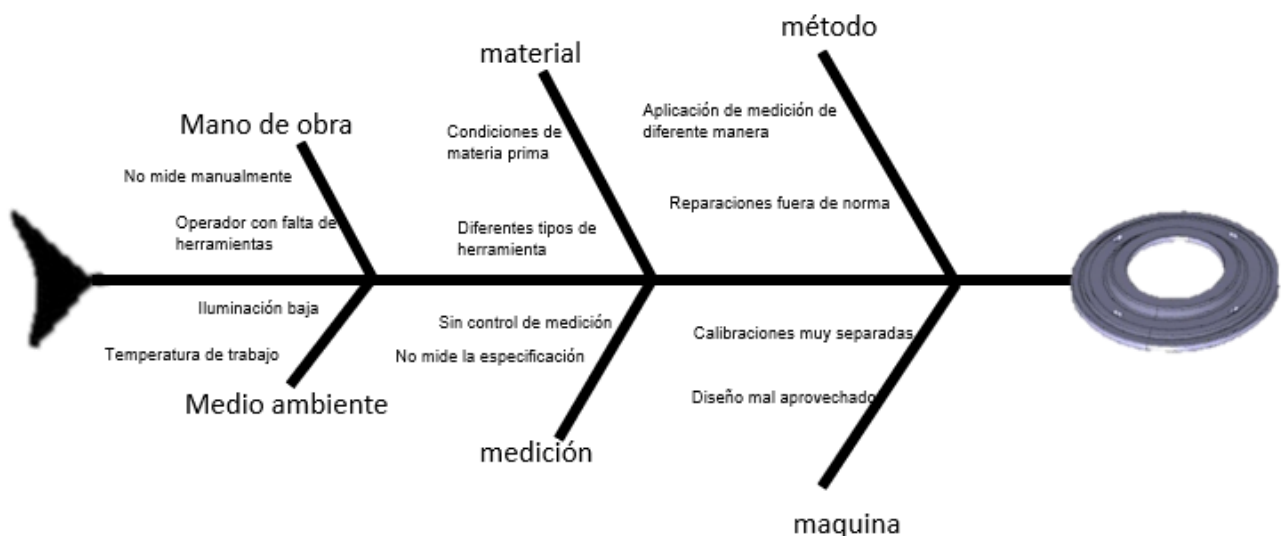 método
material
Aplicación de medición de
diferente manera
Mano de obra
Condiciones de
materia prima
No mide manualmente
Reparaciones fuera de norma
Operador con falta de
herramientas
Diferentes tipos de
herramienta
Iluminación baja
Sin control de medición
Calibraciones muy separadas
Temperatura de trabajo
No mide la especificación
Diseño mal aprovechado
Medio ambiente
medición
maquina